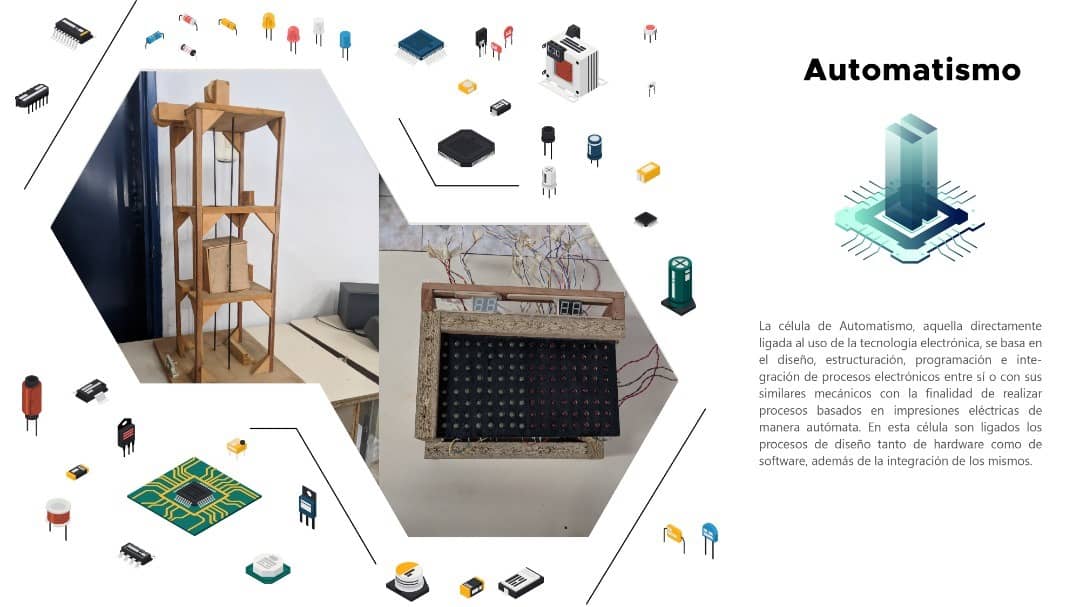 Automatismo
La célula de Automatismo, aquella directamente
ligada al uso de la tecnología electrónica, se basa en
el diseño, estructuración, programación e inte-
gración de procesos electrónicos entre sí o con sus
similares mecánicos con la finalidad de realizar
procesos basados en impresiones eléctricas de
manera autómata. En esta célula son ligados los
procesos de diseño tanto de hardware como de
software, además de la integración de los mismos.